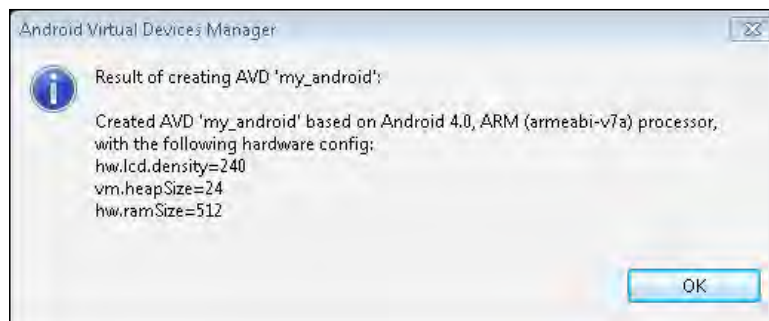 Android Virtual Devices Manager
Result of creating AVD 'my_android':
Created AVD 'my_android' based on Android 4.0, ARM (armeabi-v7a) processor,
with the following hardware config:
hw.lcd.density=240
vm.heapSize=24
hw.ramSize=512
OK